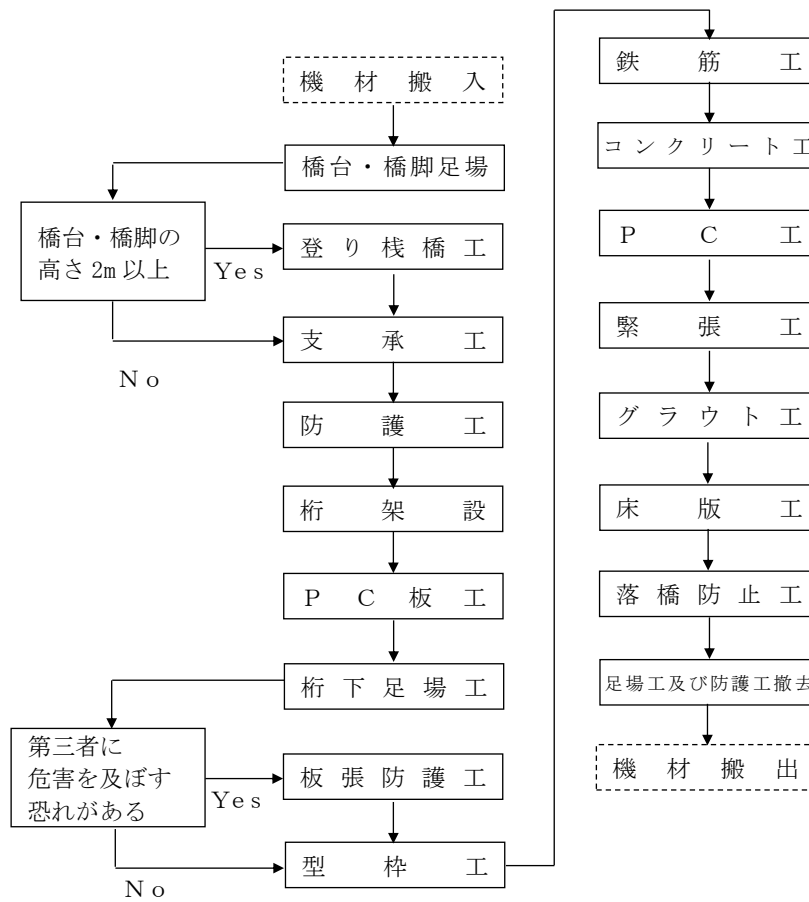 機材搬入
橋台・橋脚足場
橋台・橋脚の
高さ2m以上
Yes
登り桟橋工
No
支承工
防護工
桁架設
PC板工
桁下足場工
第三者に
危害を及ぼす
恐れがある
Yes
板張防護工
No
型枠工
鉄筋工
コンクリート工
PC工
緊張工
グラウト工
床版工
落橋防止工
足場工及び防護工撤去
機材搬出